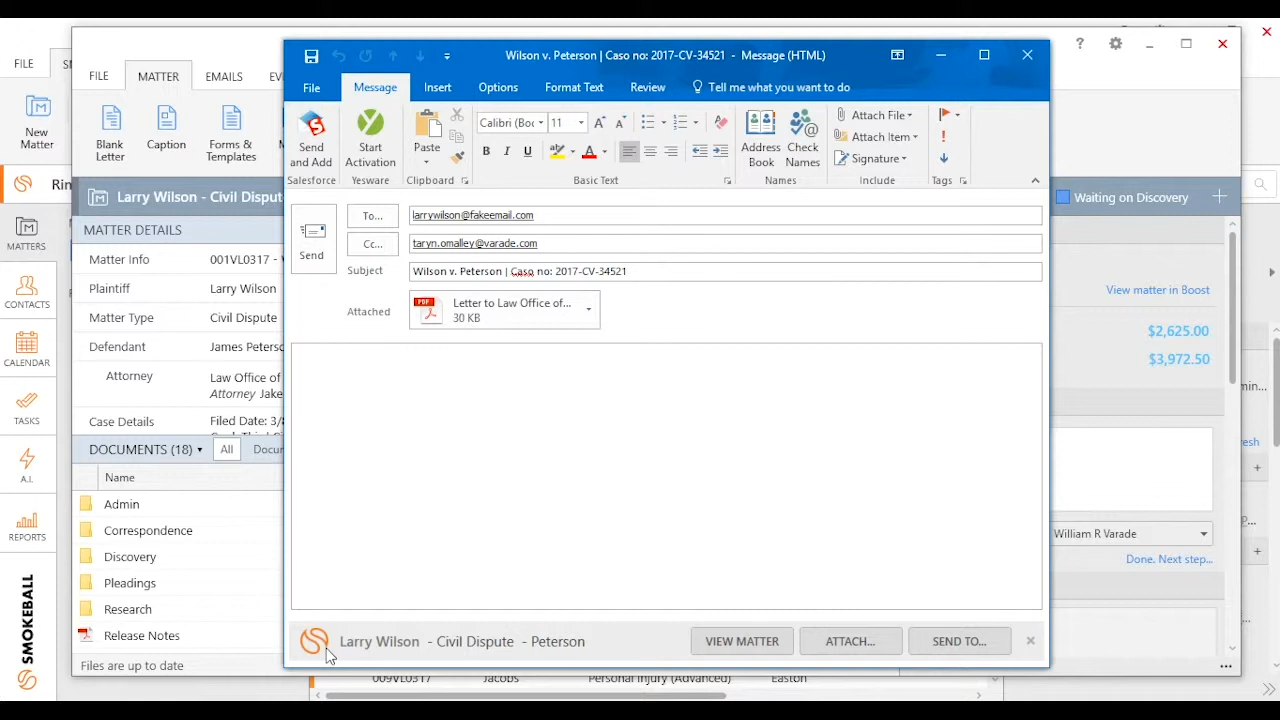 Wilson v. Peterson | Caso no: 2017-CV-34521 - Message (HTML)
FILE
FILE
MATTER
EMAILS
File
Message
Insert
Options
Format Text
Review
Tell me what you want to do
New
Matter
Blank
Letter
Caption
Forms &
Templates
Send
and Add
Salesforce
Start
Activation
Yesware
Paste
Clipboard
Calibri (Boc
11
B I U
A
Basic Text
Address
Book
Check
Names
Names
Attach File
Attach Item
Signature
Include
Tags
Larry Wilson - Civil Dispute
Waiting on Discovery
MATTERS
CONTACTS
CALENDAR
TASKS
A.I.
REPORTS
SMOKEBALL
MATTER DETAILS
Matter Info
001VL0317 - W
Plaintiff
Larry Wilson
Matter Type
Civil Dispute
Defendant
James Peterso
Attorney
Law Office of
Attorney Jake
Case Details
Filed Date: 3/8
DOCUMENTS (18)
All
Docum
Name
Admin
Correspondence
Discovery
Pleadings
Research
Release Notes
Files are up to date
Send
To...
larrywilson@fakeemail.com
Cc...
taryn.omalley@varade.com
Subject
Wilson v. Peterson | Caso no: 2017-CV-34521
Attached
PDF
Letter to Law Office of...
30 KB
Larry Wilson - Civil Dispute - Peterson
VIEW MATTER
ATTACH...
SEND TO...
View matter in Boost
$2,625.00
$3,972.50
William R Varade
Done. Next step...
009VL0317
Jacobs
Personal Injury (Advanced)
Easton